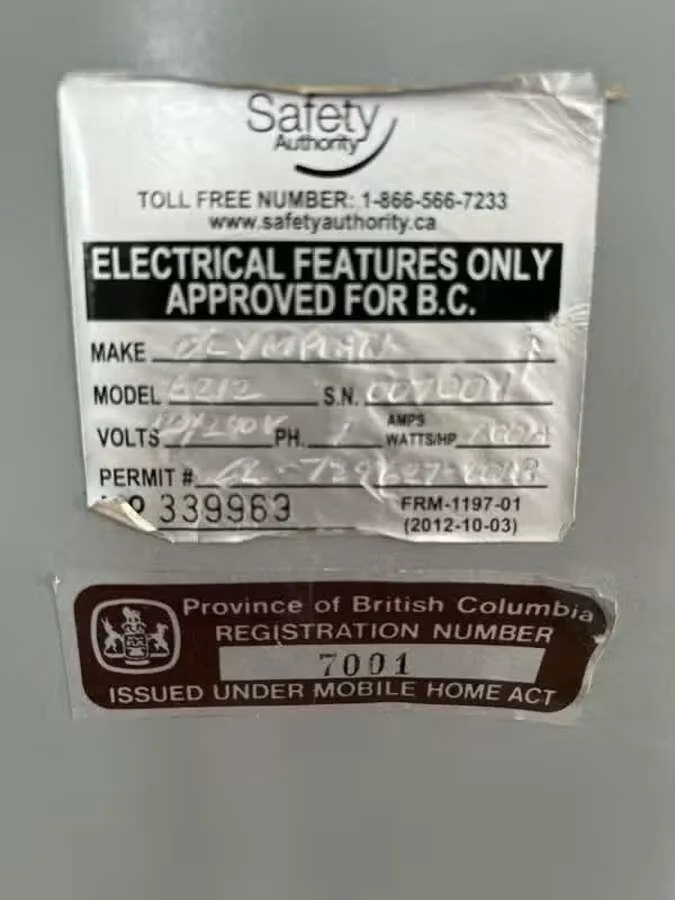 Safety
Authority
TOLL FREE NUMBER: 1-866-566-7233
www.safetyauthority.ca
ELECTRICAL FEATURES ONLY
APPROVED FOR B.C.
MAKE
MODEL S.N.
VOLTS PH. 1 AMPS
WATTS/HP
PERMIT #
339963 FRM-1197-01
(2012-10-03)
Province of British Columbia
REGISTRATION NUMBER
7001
ISSUED UNDER MOBILE HOME ACT